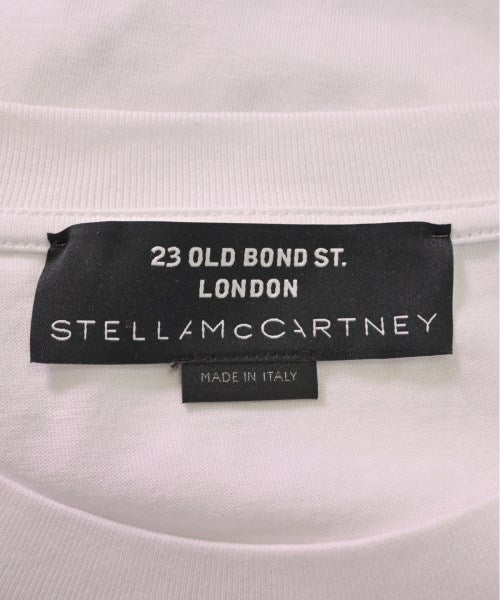 23 OLD BOND ST.
LONDON
STELLAMcCARTNEY
MADE IN ITALY